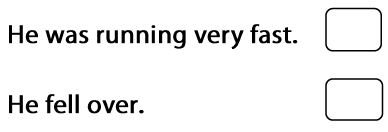 He was running very fast.
He fell over.